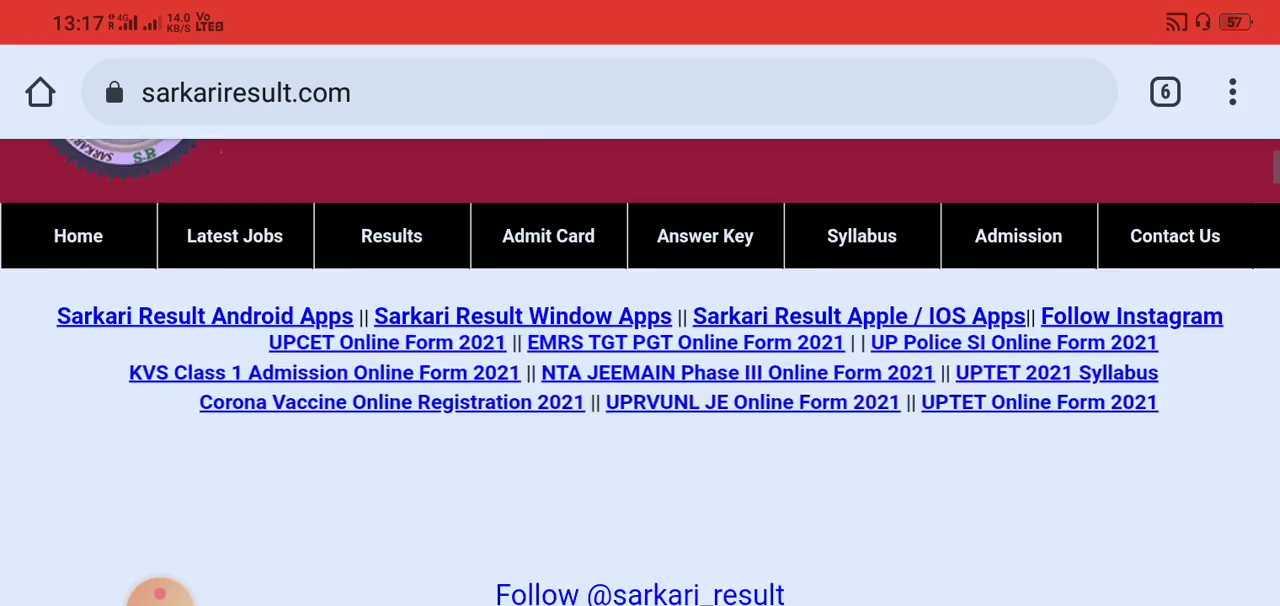 13:17 4G R 14.0 KB/S Vo LTE2 57
sarkariresult.com 6
SARKARI S.R
Home Latest Jobs Results Admit Card Answer Key Syllabus Admission Contact Us
Sarkari Result Android Apps || Sarkari Result Window Apps || Sarkari Result Apple / IOS Apps|| Follow Instagram
UPCET Online Form 2021 || EMRS TGT PGT Online Form 2021 | | UP Police SI Online Form 2021
KVS Class 1 Admission Online Form 2021 || NTA JEEMAIN Phase III Online Form 2021 || UPTET 2021 Syllabus
Corona Vaccine Online Registration 2021 || UPRVUNL JE Online Form 2021 || UPTET Online Form 2021
Follow @sarkari_result